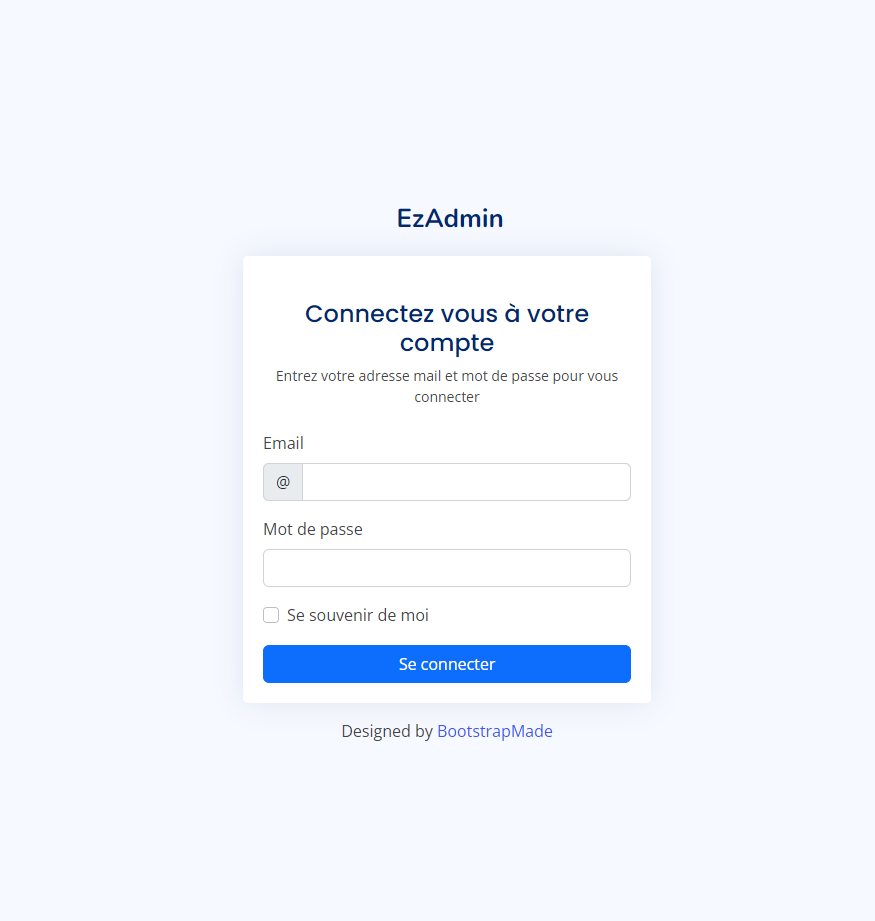 EzAdmin
Connectez vous à votre
compte
Entrez votre adresse mail et mot de passe pour vous
connecter
Email
@
Mot de passe
Se souvenir de moi
Se connecter
Designed by BootstrapMade